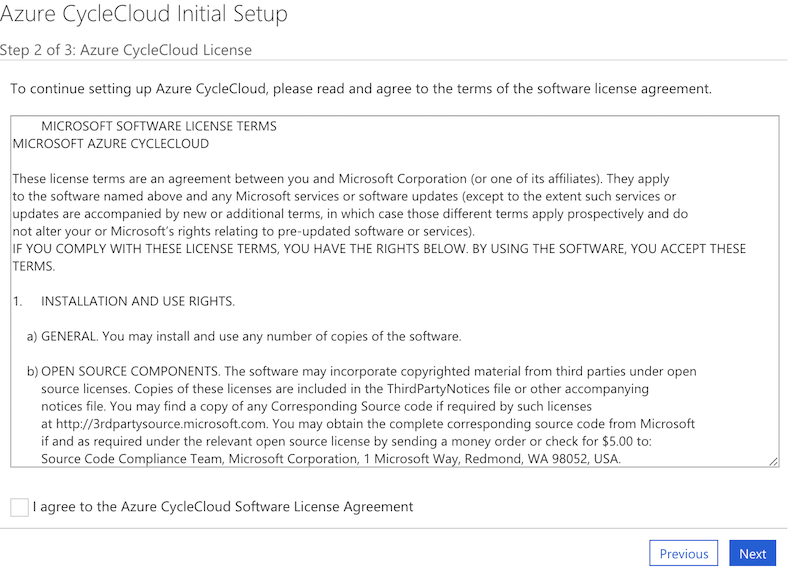 Azure CycleCloud Initial Setup
Step 2 of 3: Azure CycleCloud License
To continue setting up Azure CycleCloud, please read and agree to the terms of the software license agreement.
MICROSOFT SOFTWARE LICENSE TERMS
MICROSOFT AZURE CYCLECLOUD
These license terms are an agreement between you and Microsoft Corporation (or one of its affiliates). They apply
to the software named above and any Microsoft services or software updates (except to the extent such services or
updates are accompanied by new or additional terms, in which case those different terms apply prospectively and do
not alter your or Microsoft's rights relating to pre-updated software or services).
IF YOU COMPLY WITH THESE LICENSE TERMS, YOU HAVE THE RIGHTS BELOW. BY USING THE SOFTWARE, YOU ACCEPT THESE
TERMS.
1. INSTALLATION AND USE RIGHTS.
a) GENERAL. You may install and use any number of copies of the software.
b) OPEN SOURCE COMPONENTS. The software may incorporate copyrighted material from third parties under open
source licenses. Copies of these licenses are included in the ThirdPartyNotices file or other accompanying
notices file. You may find a copy of any Corresponding Source code if required by such licenses
at http://3rdpartysource.microsoft.com. You may obtain the complete corresponding source code from Microsoft
if and as required under the relevant open source license by sending a money order or check for $5.00 to:
Source Code Compliance Team, Microsoft Corporation, 1 Microsoft Way, Redmond, WA 98052, USA.
I agree to the Azure CycleCloud Software License Agreement
Previous Next